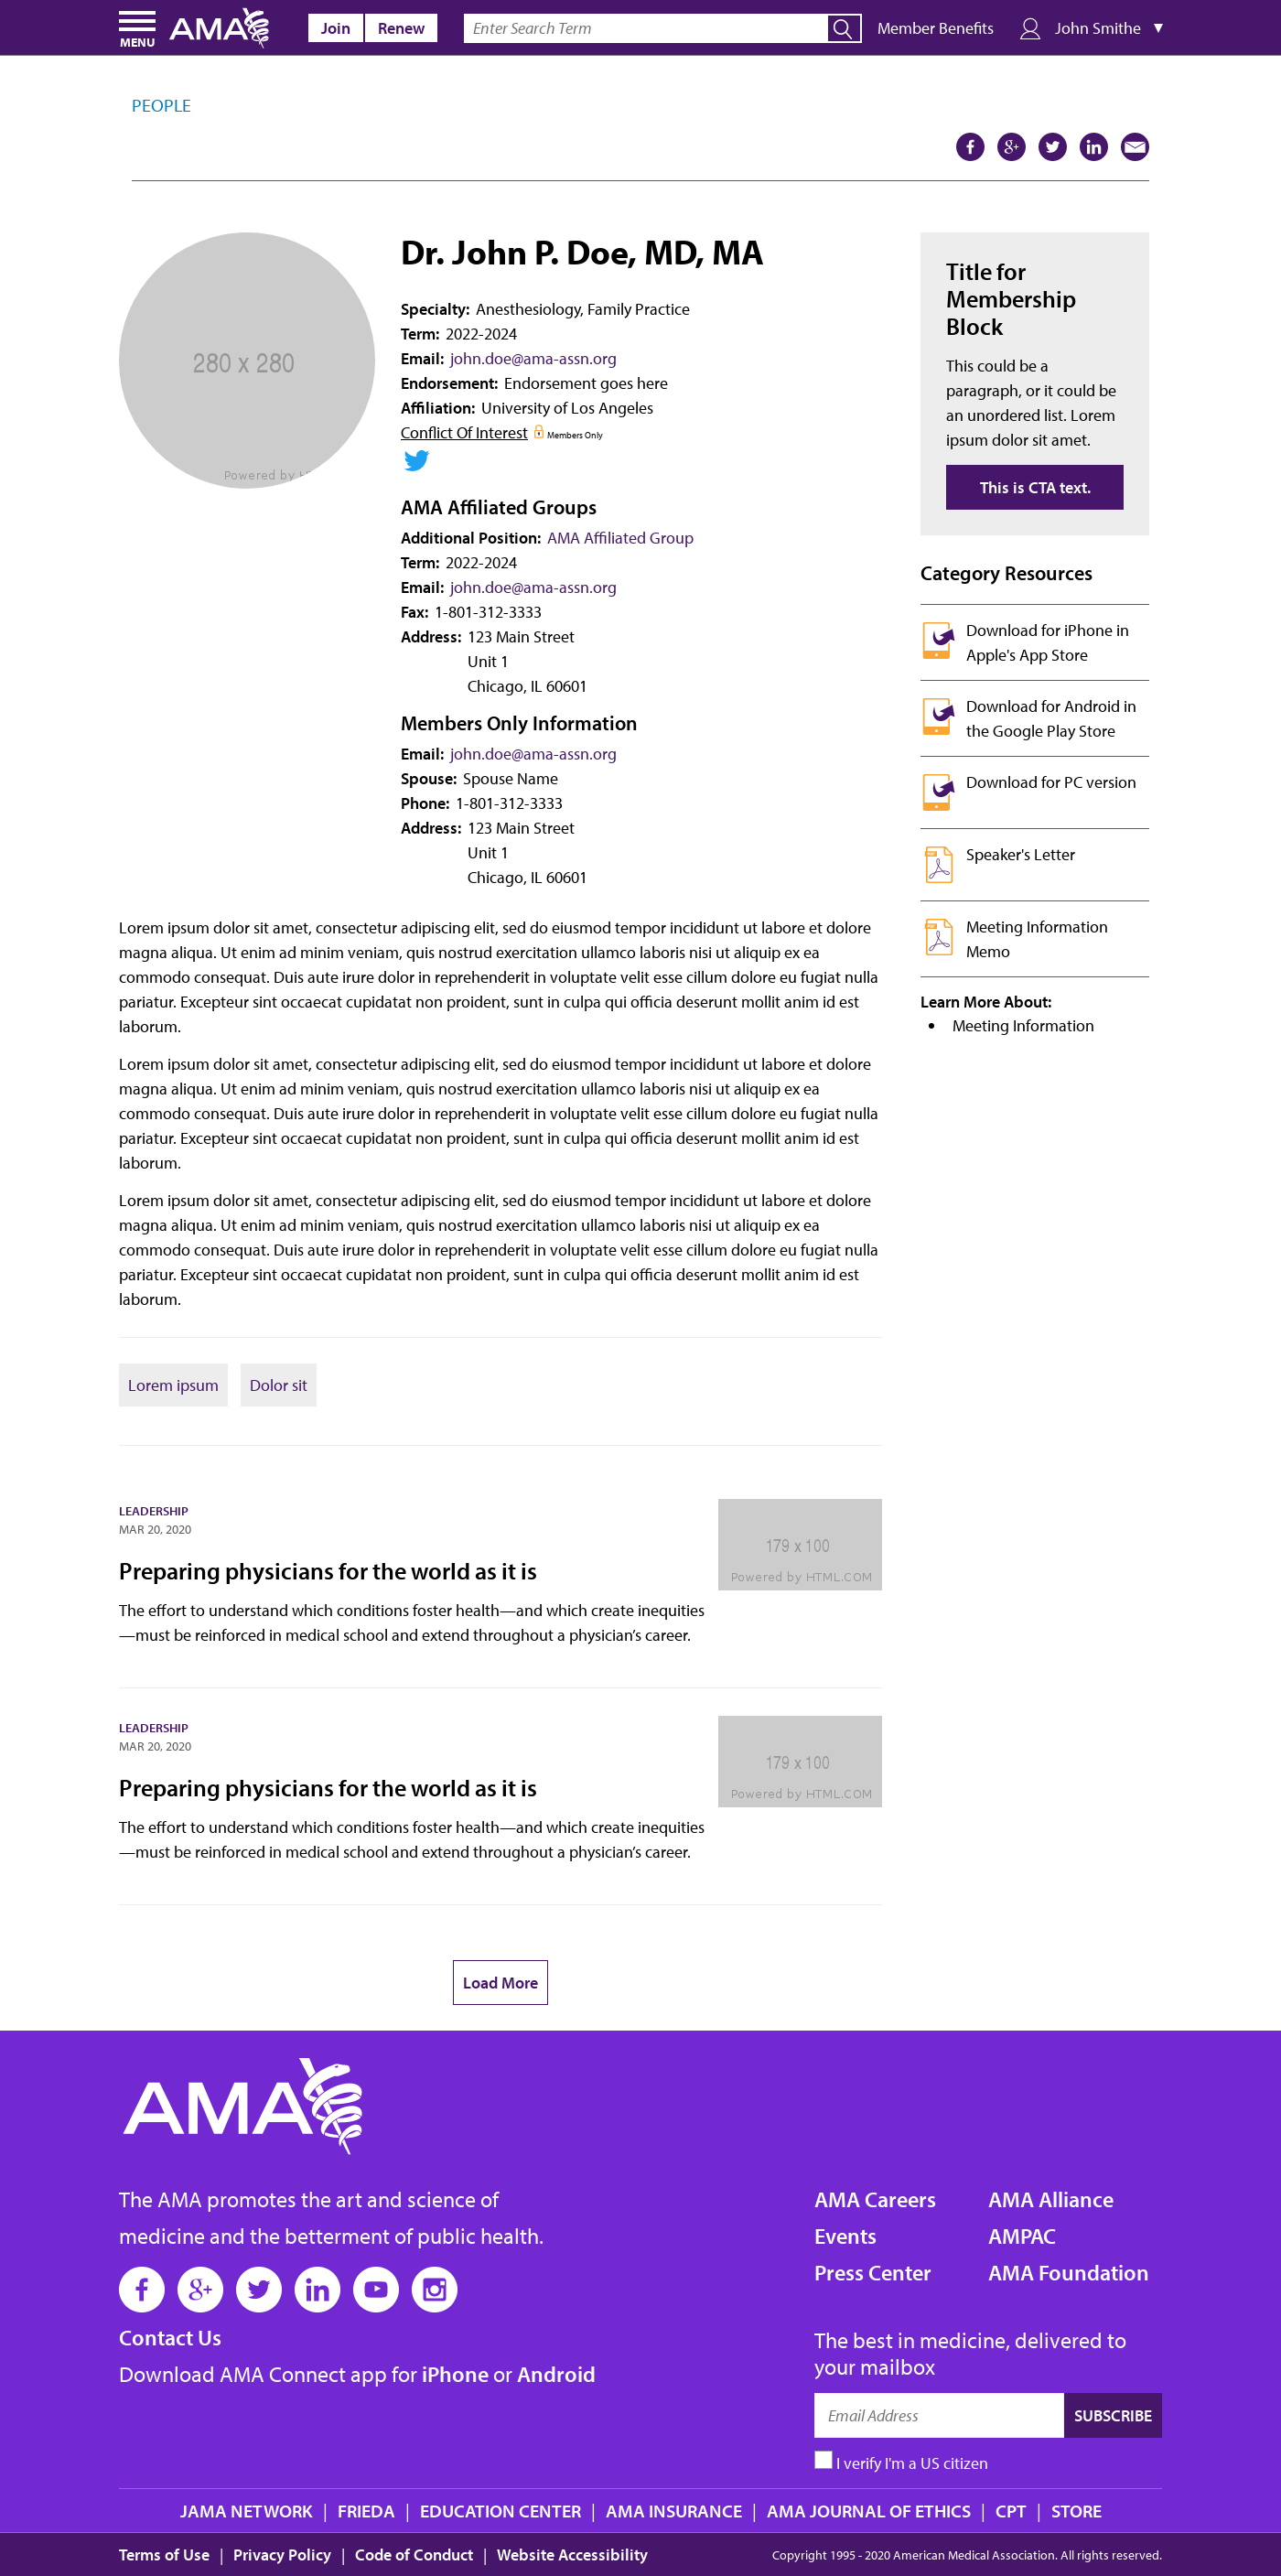 MENU
AMA
Join
Renew
Enter Search Term
Member Benefits
John Smithe ▼
PEOPLE
280 x 280
Dr. John P. Doe, MD, MA
Specialty: Anesthesiology, Family Practice
Term: 2022-2024
Email: john.doe@ama-assn.org
Endorsement: Endorsement goes here
Affiliation: University of Los Angeles
Conflict Of Interest Members Only
Powered by
AMA Affiliated Groups
Additional Position: AMA Affiliated Group
Term: 2022-2024
Email: john.doe@ama-assn.org
Fax: 1-801-312-3333
Address: 123 Main Street
Unit 1
Chicago, IL 60601
Members Only Information
Email: john.doe@ama-assn.org
Spouse: Spouse Name
Phone: 1-801-312-3333
Address: 123 Main Street
Unit 1
Chicago, IL 60601
Title for
Membership
Block
This could be a
paragraph, or it could be
an unordered list. Lorem
ipsum dolor sit amet.
This is CTA text.
Category Resources
Download for iPhone in
Apple's App Store
Download for Android in
the Google Play Store
Download for PC version
Speaker's Letter
Meeting Information
Memo
Learn More About:
• Meeting Information
Lorem ipsum dolor sit amet, consectetur adipiscing elit, sed do eiusmod tempor incididunt ut labore et dolore
magna aliqua. Ut enim ad minim veniam, quis nostrud exercitation ullamco laboris nisi ut aliquip ex ea
commodo consequat. Duis aute irure dolor in reprehenderit in voluptate velit esse cillum dolore eu fugiat nulla
pariatur. Excepteur sint occaecat cupidatat non proident, sunt in culpa qui officia deserunt mollit anim id est
laborum.
Lorem ipsum dolor sit amet, consectetur adipiscing elit, sed do eiusmod tempor incididunt ut labore et dolore
magna aliqua. Ut enim ad minim veniam, quis nostrud exercitation ullamco laboris nisi ut aliquip ex ea
commodo consequat. Duis aute irure dolor in reprehenderit in voluptate velit esse cillum dolore eu fugiat nulla
pariatur. Excepteur sint occaecat cupidatat non proident, sunt in culpa qui officia deserunt mollit anim id est
laborum.
Lorem ipsum dolor sit amet, consectetur adipiscing elit, sed do eiusmod tempor incididunt ut labore et dolore
magna aliqua. Ut enim ad minim veniam, quis nostrud exercitation ullamco laboris nisi ut aliquip ex ea
commodo consequat. Duis aute irure dolor in reprehenderit in voluptate velit esse cillum dolore eu fugiat nulla
pariatur. Excepteur sint occaecat cupidatat non proident, sunt in culpa qui officia deserunt mollit anim id est
laborum.
Lorem ipsum
Dolor sit
LEADERSHIP
MAR 20, 2020
Preparing physicians for the world as it is
The effort to understand which conditions foster health—and which create inequities
—must be reinforced in medical school and extend throughout a physician’s career.
179 x 100
Powered by HTML.COM
LEADERSHIP
MAR 20, 2020
Preparing physicians for the world as it is
The effort to understand which conditions foster health—and which create inequities
—must be reinforced in medical school and extend throughout a physician’s career.
179 x 100
Powered by HTML.COM
Load More
AMA
The AMA promotes the art and science of
medicine and the betterment of public health.
Contact Us
Download AMA Connect app for iPhone or Android
AMA Careers
Events
Press Center
AMA Alliance
AMPAC
AMA Foundation
The best in medicine, delivered to
your mailbox
Email Address
SUBSCRIBE
I verify I'm a US citizen
JAMA NETWORK | FRIEDA | EDUCATION CENTER | AMA INSURANCE | AMA JOURNAL OF ETHICS | CPT | STORE
Terms of Use | Privacy Policy | Code of Conduct | Website Accessibility
Copyright 1995 - 2020 American Medical Association. All rights reserved.